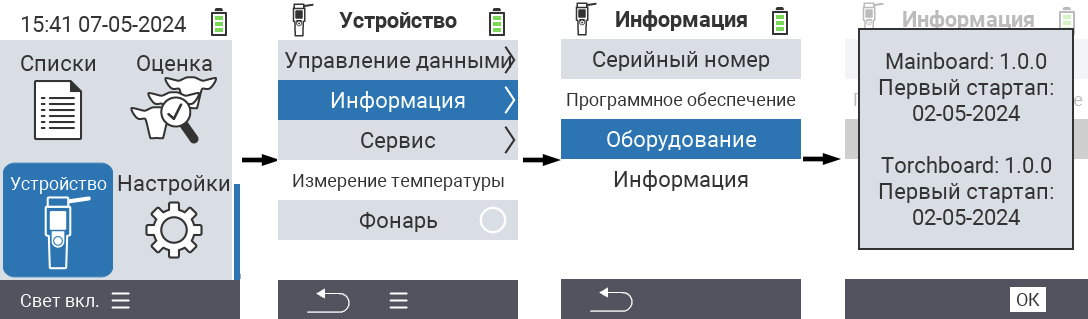 15:41 07-05-2024
Списки
Оценка
Устройство
Настройки
Свет вкл.
Устройство
Управление данными
Информация
Сервис
Измерение температуры
Фонарь
Информация
Серийный номер
Программное обеспечение
Оборудование
Информация
Информация
Mainboard: 1.0.0
Первый стартап:
02-05-2024
Torchboard: 1.0.0
Первый стартап:
02-05-2024
OK